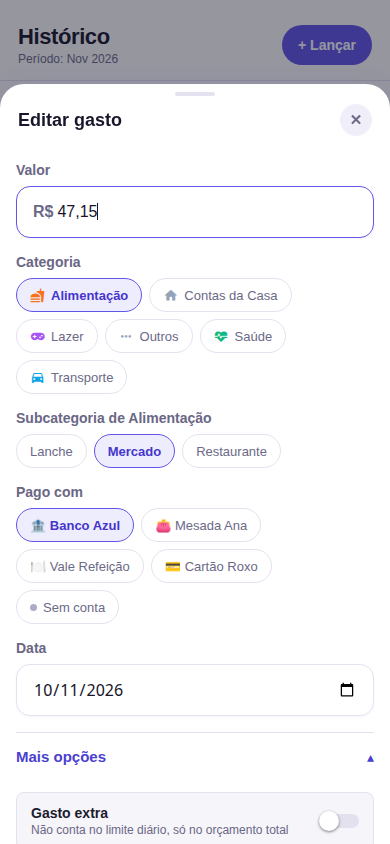 Histórico
Período: Nov 2026
+ Lançar
Editar gasto
Valor
R$ 47,15
Categoria
Alimentação
Contas da Casa
Lazer
Outros
Saúde
Transporte
Subcategoria de Alimentação
Lanche
Mercado
Restaurante
Pago com
Banco Azul
Mesada Ana
Vale Refeição
Cartão Roxo
Sem conta
Data
10/11/2026
Mais opções
Gasto extra
Não conta no limite diário, só no orçamento total